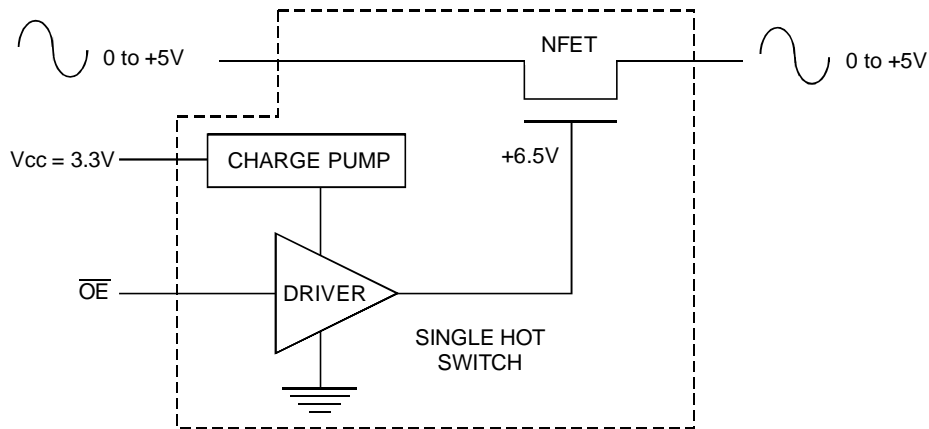 NFET
0 to +5V
0 to +5V
Vcc = 3.3V
CHARGE PUMP
+6.5V
OE
DRIVER
SINGLE HOT
SWITCH